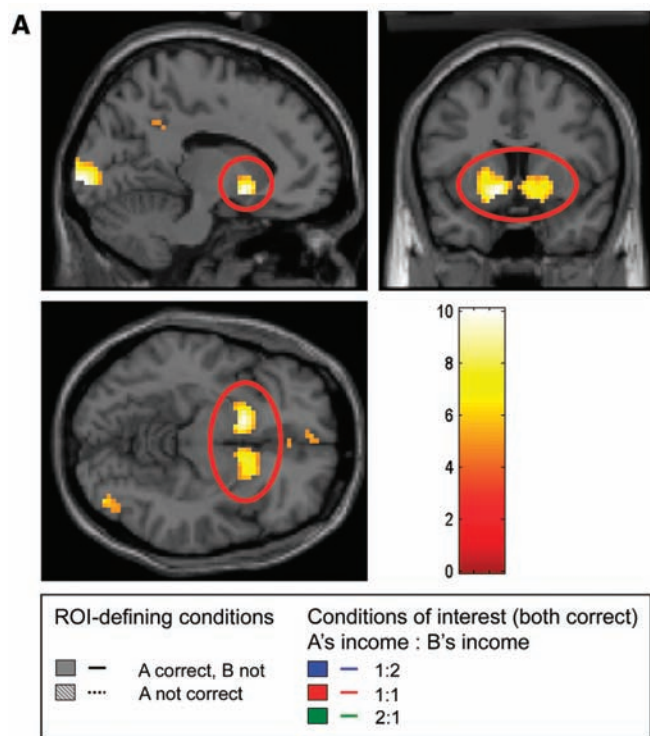 A
10
8
6
4
2
0
ROI-defining conditions
A correct, B not
A not correct
Conditions of interest (both correct)
A's income : B's income
1:2
1:1
2:1